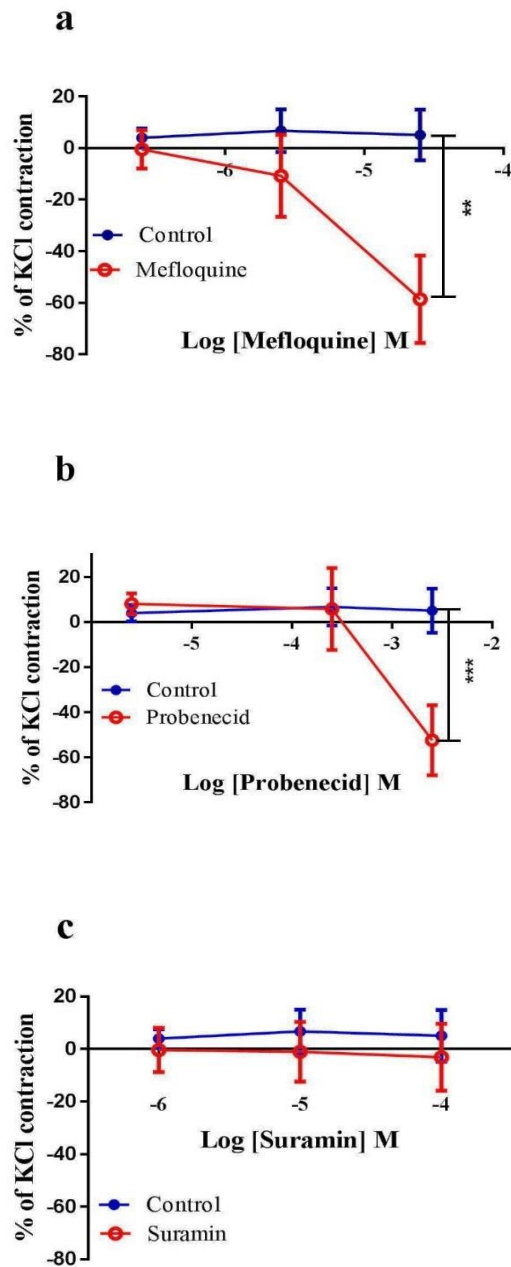 a
% of KCl contraction
20
0
-20
-40
-60
-80
-6
-5
-4
Control
Mefloquine
**
Log [Mefloquine] M
b
% of KCl contraction
20
0
-20
-40
-60
-80
-5
-4
-3
-2
Control
Probenecid
***
Log [Probenecid] M
c
% of KCl contraction
20
0
-20
-40
-60
-80
-6
-5
-4
Log [Suramin] M
Control
Suramin